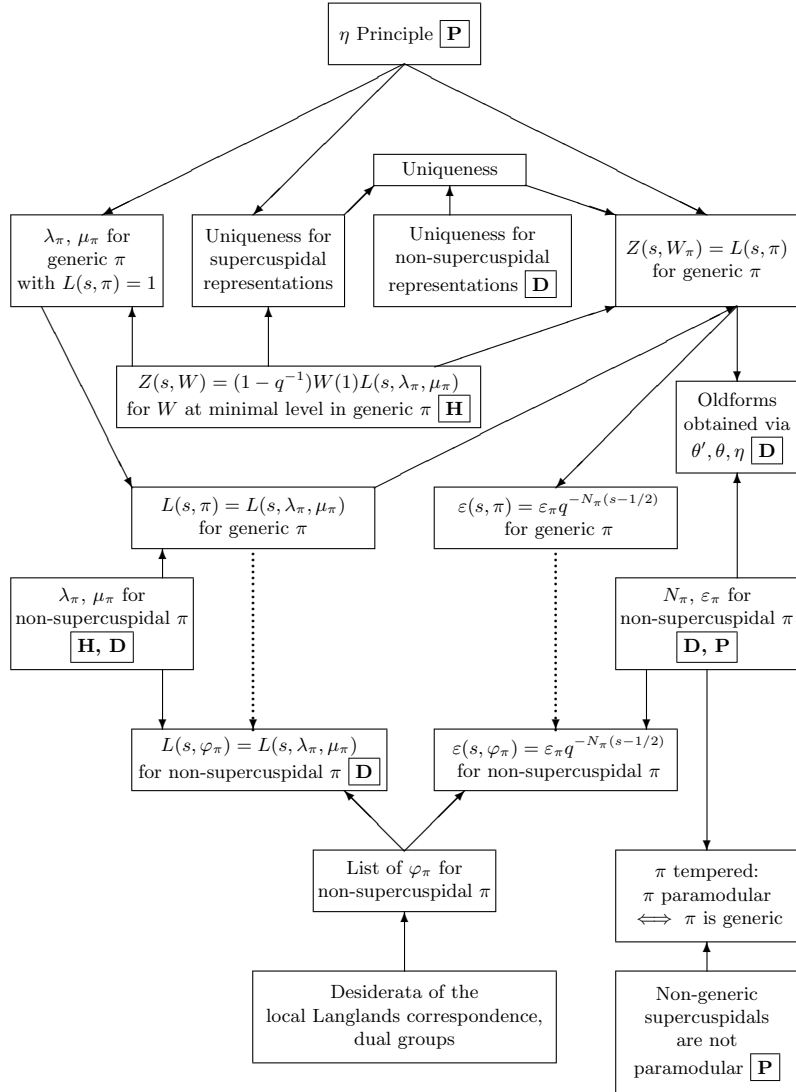 η Principle P
Uniqueness
λ_π, μ_π for
generic π
with L(s, π) = 1
Uniqueness for
supercuspidal
representations
Uniqueness for
non-supercuspidal
representations D
Z(s, W_π) = L(s, π)
for generic π
Z(s, W) = (1 − q^{−1})W(1)L(s, λ_π, μ_π)
for W at minimal level in generic π H
Oldforms
obtained via
θ′, θ, η D
L(s, π) = L(s, λ_π, μ_π)
for generic π
ε(s, π) = ε_π q^{−N_π(s−1/2)}
for generic π
λ_π, μ_π for
non-supercuspidal π
H, D
N_π, ε_π for
non-supercuspidal π
D, P
L(s, φ_π) = L(s, λ_π, μ_π)
for non-supercuspidal π D
ε(s, φ_π) = ε_π q^{−N_π(s−1/2)}
for non-supercuspidal π
List of φ_π for
non-supercuspidal π
π tempered:
π paramodular
⟺ π is generic
Desiderata of the
local Langlands correspondence,
dual groups
Non-generic
supercuspidals
are not
paramodular P